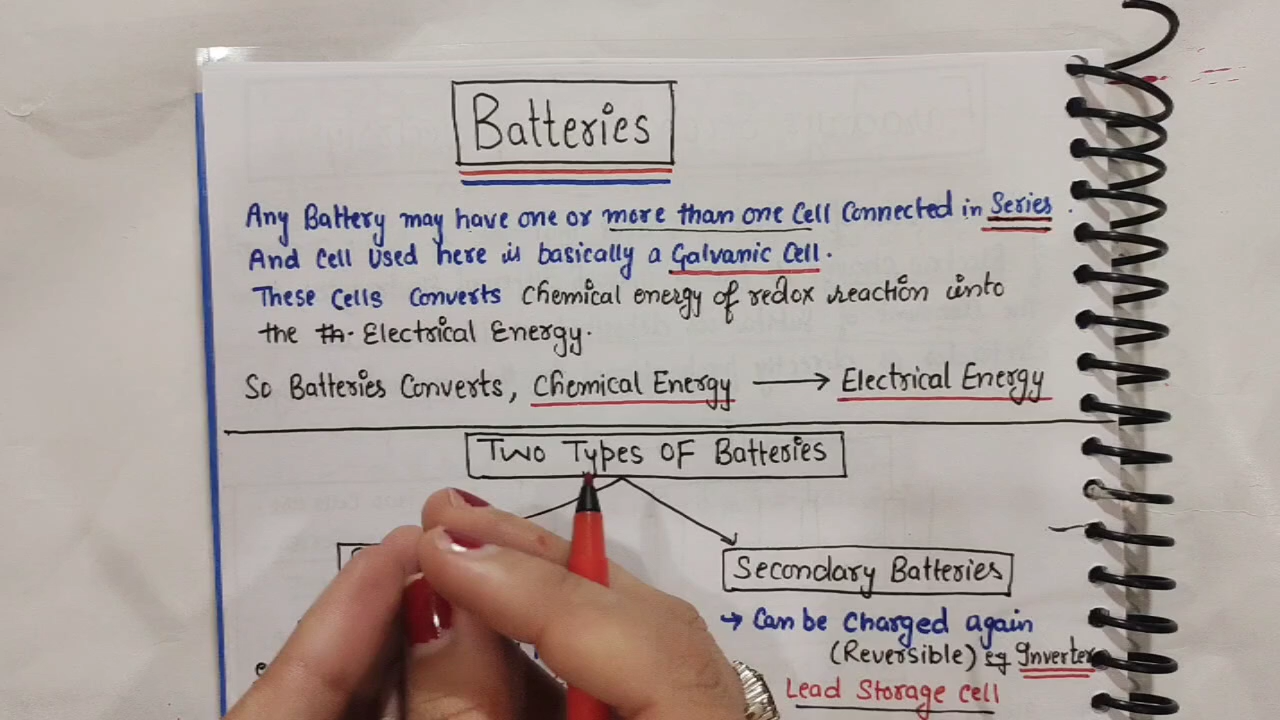 Batteries
Any Battery may have one or more than one Cell Connected in Series.
And Cell Used here is basically a Galvanic Cell.
These Cells Converts Chemical energy of redox reaction into
the th. Electrical Energy.
So Batteries Converts, Chemical Energy → Electrical Energy
Two Types OF Batteries
Secondary Batteries
→ Can be charged again
(Reversible) eg Inverter
Lead Storage cell